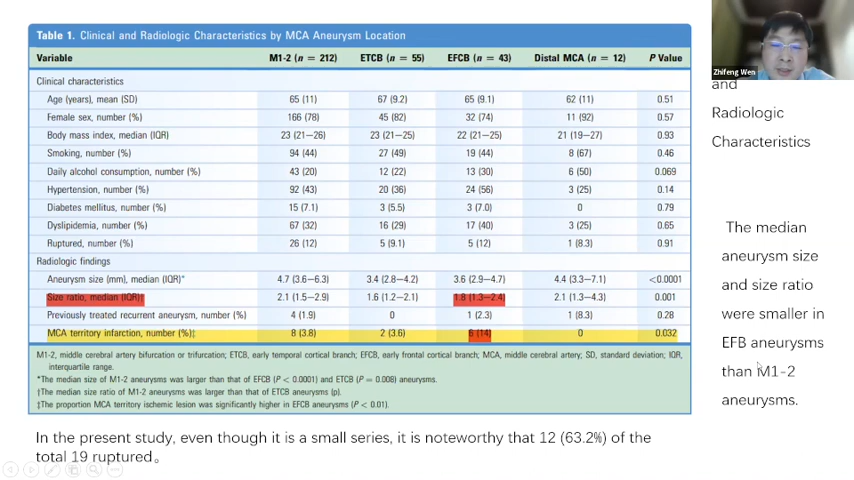 Table 1. Clinical and Radiologic Characteristics by MCA Aneurysm Location
Variable M1-2 (n = 212) ETCB (n = 55) EFCB (n = 43) Distal MCA (n = 12) P Value
Clinical characteristics
Age (years), mean (SD) 65 (11) 67 (9.2) 65 (9.1) 62 (11) 0.51
Female sex, number (%) 166 (78) 45 (82) 32 (74) 11 (92) 0.57
Body mass index, median (IQR) 23 (21–26) 23 (21–25) 22 (21–25) 21 (19–27) 0.93
Smoking, number (%) 94 (44) 27 (49) 19 (44) 8 (67) 0.46
Daily alcohol consumption, number (%) 43 (20) 12 (22) 13 (30) 6 (50) 0.069
Hypertension, number (%) 92 (43) 20 (36) 24 (56) 3 (25) 0.14
Diabetes mellitus, number (%) 15 (7.1) 3 (5.5) 3 (7.0) 0 0.79
Dyslipidemia, number (%) 67 (32) 16 (29) 17 (40) 3 (25) 0.65
Ruptured, number (%) 26 (12) 5 (9.1) 5 (12) 1 (8.3) 0.91
Radiologic findings
Aneurysm size (mm), median (IQR)* 4.7 (3.6–6.3) 3.4 (2.8–4.2) 3.6 (2.9–4.7) 4.4 (3.3–7.1) <0.0001
Size ratio, median (IQR)† 2.1 (1.5–2.9) 1.6 (1.2–2.1) 1.8 (1.3–2.4) 2.1 (1.3–4.3) 0.001
Previously treated recurrent aneurysm, number (%) 4 (1.9) 0 1 (2.3) 1 (8.3) 0.28
MCA territory infarction, number (%)‡ 8 (3.8) 2 (3.6) 6 (14) 0 0.032
M1-2, middle cerebral artery bifurcation or trifurcation; ETCB, early temporal cortical branch; EFCB, early frontal cortical branch; MCA, middle cerebral artery; SD, standard deviation; IQR,
interquartile range.
*The median size of M1-2 aneurysms was larger than that of EFCB (P < 0.0001) and ETCB (P = 0.008) aneurysms.
†The median size ratio of M1-2 aneurysms was larger than that of ETCB aneurysms (p).
‡The proportion MCA territory ischemic lesion was significantly higher in EFCB aneurysms (P < 0.01).
In the present study, even though it is a small series, it is noteworthy that 12 (63.2%) of the
total 19 ruptured。
Zhifeng Wen
and
Radiologic
Characteristics
The median
aneurysm size
and size ratio
were smaller in
EFB aneurysms
than M1-2
aneurysms.